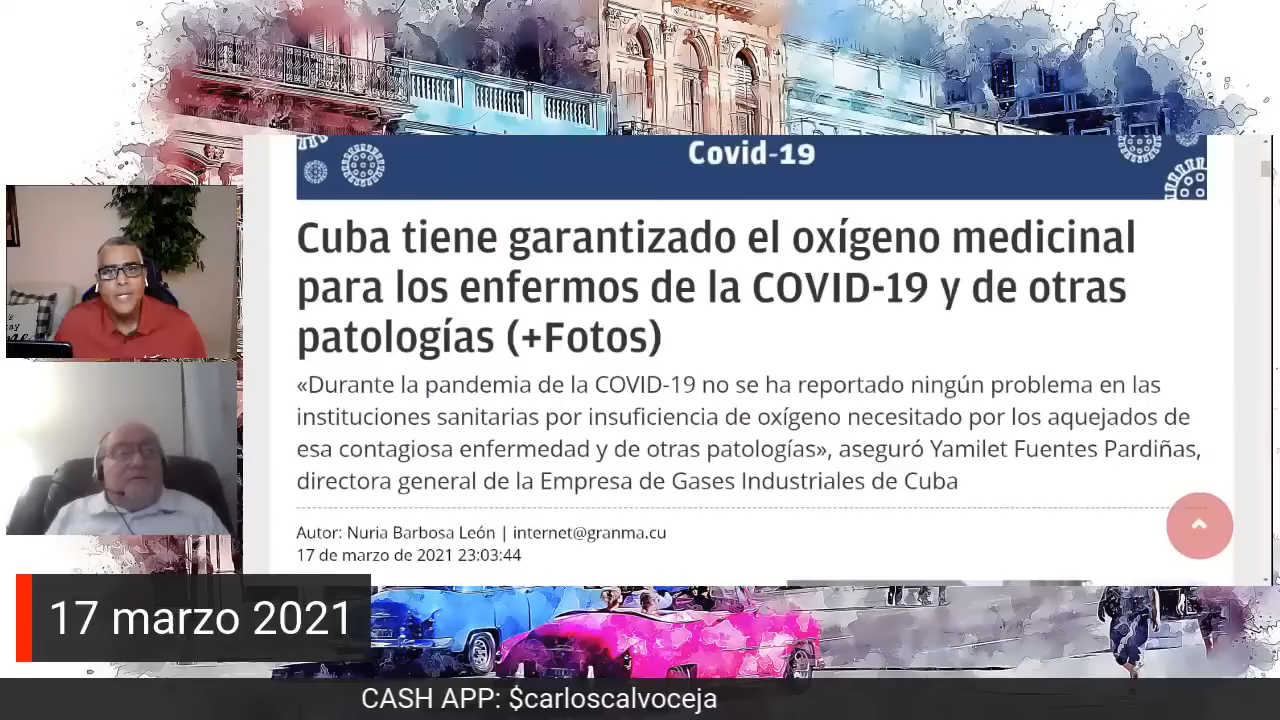 Covid-19
Cuba tiene garantizado el oxígeno medicinal
para los enfermos de la COVID-19 y de otras
patologías (+Fotos)
«Durante la pandemia de la COVID-19 no se ha reportado ningún problema en las
instituciones sanitarias por insuficiencia de oxígeno necesitado por los aquejados de
esa contagiosa enfermedad y de otras patologías», aseguró Yamilet Fuentes Pardiñas,
directora general de la Empresa de Gases Industriales de Cuba
Autor: Nuria Barbosa León | internet@granma.cu
17 de marzo de 2021 23:03:44
17 marzo 2021
CASH APP: $carloscalvoceja